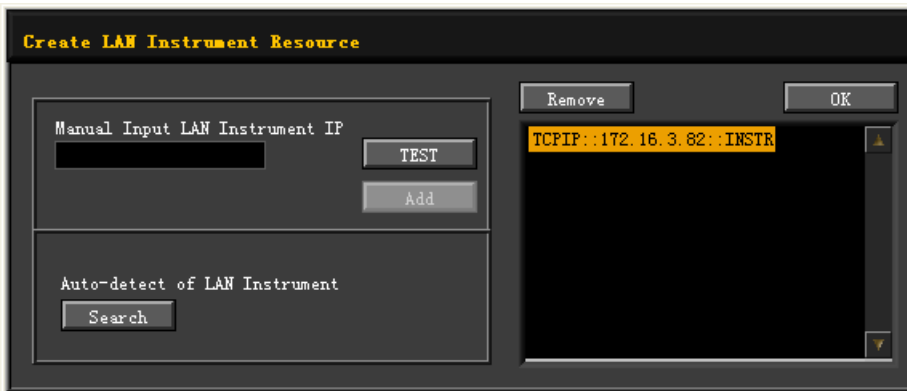 Create LAN Instrument Resource
Manual Input LAN Instrument IP
TEST
Add
Auto-detect of LAN Instrument
Search
Remove
OK
TCPIP::172.16.3.82::INSTR